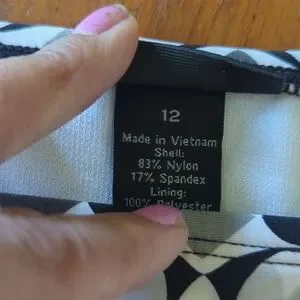 12
Made in Vietnam
Shell:
83% Nylon
17% Spandex
Lining:
100% Polyester